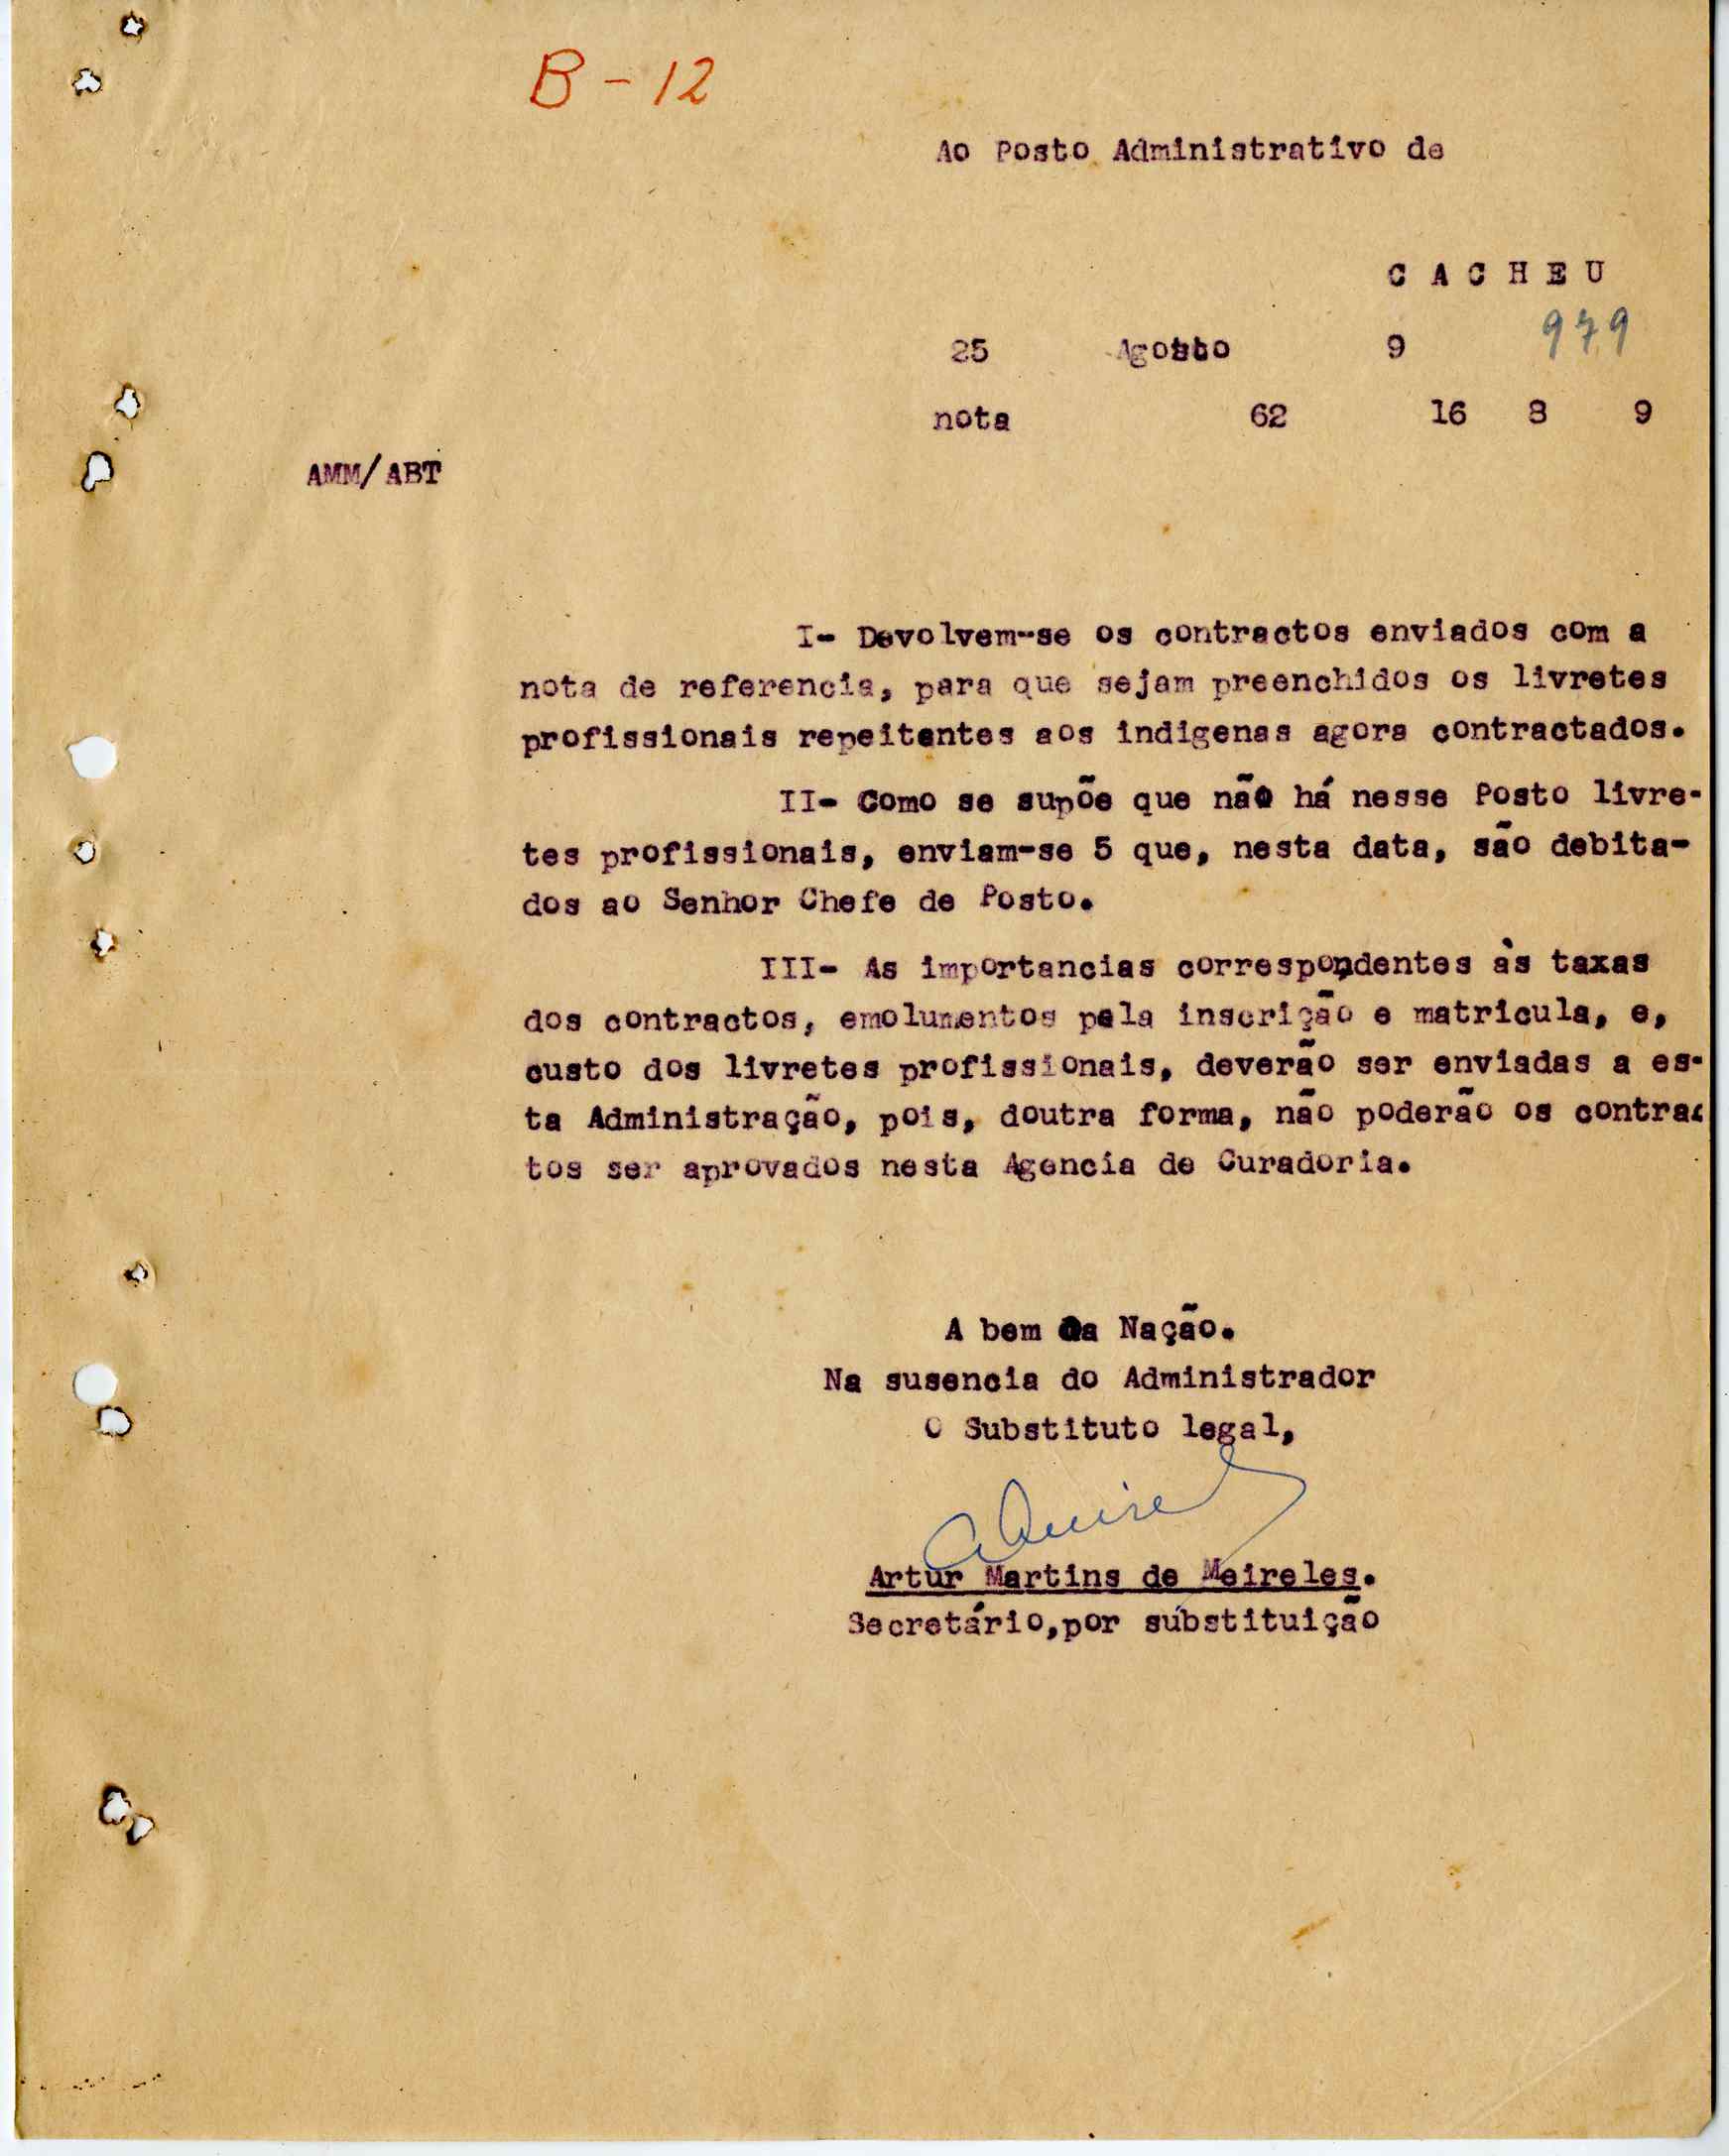 B - 12
Ao Posto Administrativo de
C A C H E U
979
25 Agosto 9
nota 62 16 8 9
AMM/ABT
I- Devolvem-se os contractos enviados com a
nota de referencia, para que sejam preenchidos os livretes
profissionais repeitantes aos indigenas agora contractados.
II- Como se supõe que não há nesse Posto livre-
tes profissionais, enviam-se 5 que, nesta data, são debita-
dos ao Senhor Chefe de Posto.
III- As importancias correspondentes às taxas
dos contractos, emolumentos pela inscrição e matricula, e,
custo dos livretes profissionais, deverão ser enviadas a es-
ta Administração, pois, doutra forma, não poderão os contrac
tos ser aprovados nesta Agencia de Curadoria.
A bem da Nação.
Na susencia do Administrador
O Substituto legal,
Artur Martins de Meireles.
Secretário,por substituição